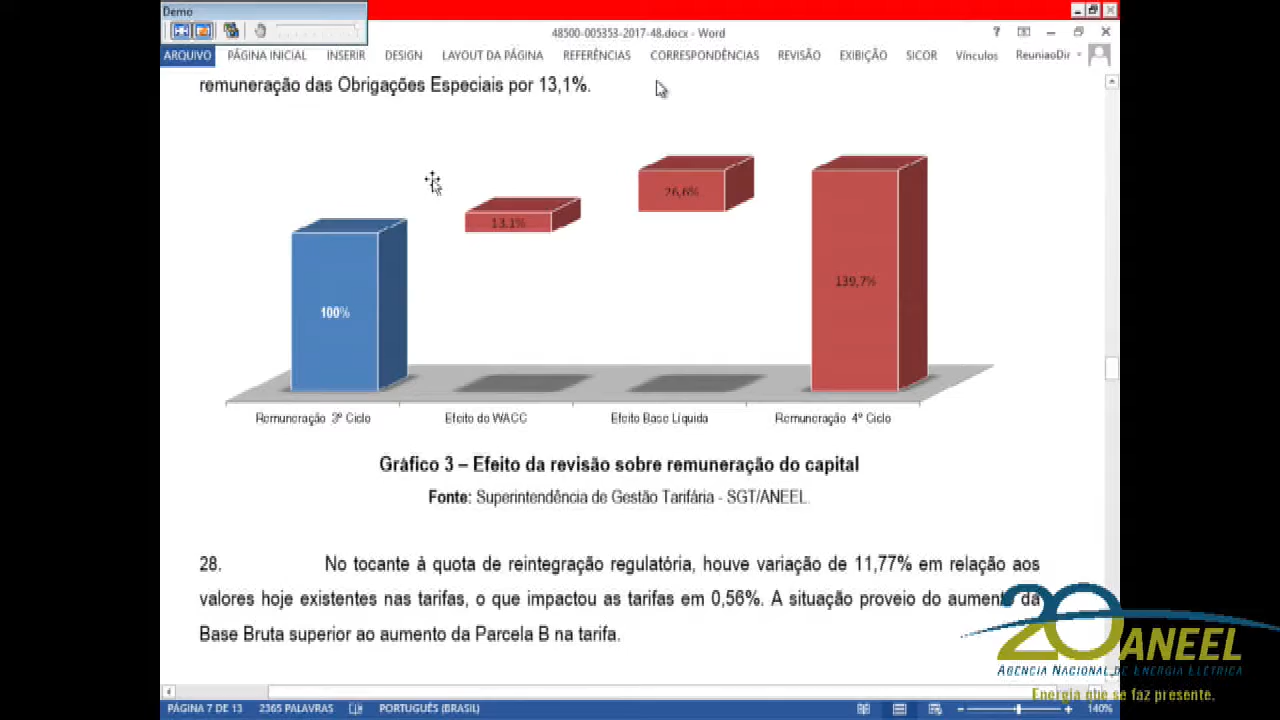 Demo
48500-005353-2017-48.docx - Word
ARQUIVO PÁGINA INICIAL INSERIR DESIGN LAYOUT DA PÁGINA REFERÊNCIAS CORRESPONDÊNCIAS REVISÃO EXIBIÇÃO SICOR Vínculos ReuniaoDir
remuneração das Obrigações Especiais por 13,1%.
100%
13,1%
26,6%
139,7%
Remuneração 3º Ciclo
Efeito do WACC
Efeito Base Líquida
Remuneração 4º Ciclo
Gráfico 3 – Efeito da revisão sobre remuneração do capital
Fonte: Superintendência de Gestão Tarifária - SGT/ANEEL.
28. No tocante à quota de reintegração regulatória, houve variação de 11,77% em relação aos
valores hoje existentes nas tarifas, o que impactou as tarifas em 0,56%. A situação proveio do aumento da
Base Bruta superior ao aumento da Parcela B na tarifa.
20 ANEEL
AGENCIA NACIONAL DE ENERGIA ELÉTRICA
Energia que se faz presente.
PÁGINA 7 DE 13 2365 PALAVRAS PORTUGUÊS (BRASIL) 140%